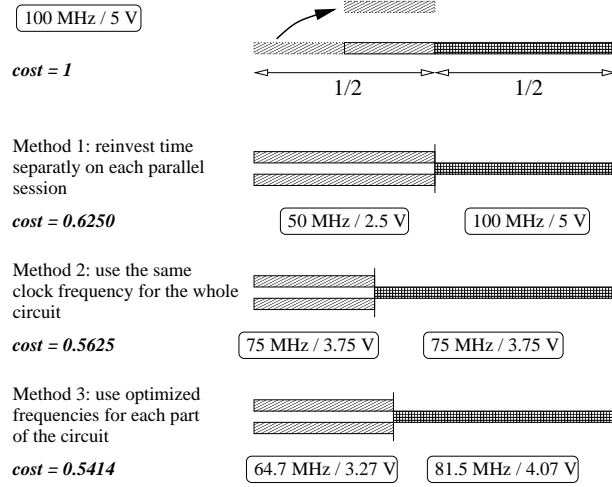 100 MHz / 5 V
cost = 1
1/2 1/2
Method 1: reinvest time
separatly on each parallel
session
cost = 0.6250
50 MHz / 2.5 V 100 MHz / 5 V
Method 2: use the same
clock frequency for the whole
circuit
cost = 0.5625
75 MHz / 3.75 V 75 MHz / 3.75 V
Method 3: use optimized
frequencies for each part
of the circuit
cost = 0.5414
64.7 MHz / 3.27 V 81.5 MHz / 4.07 V